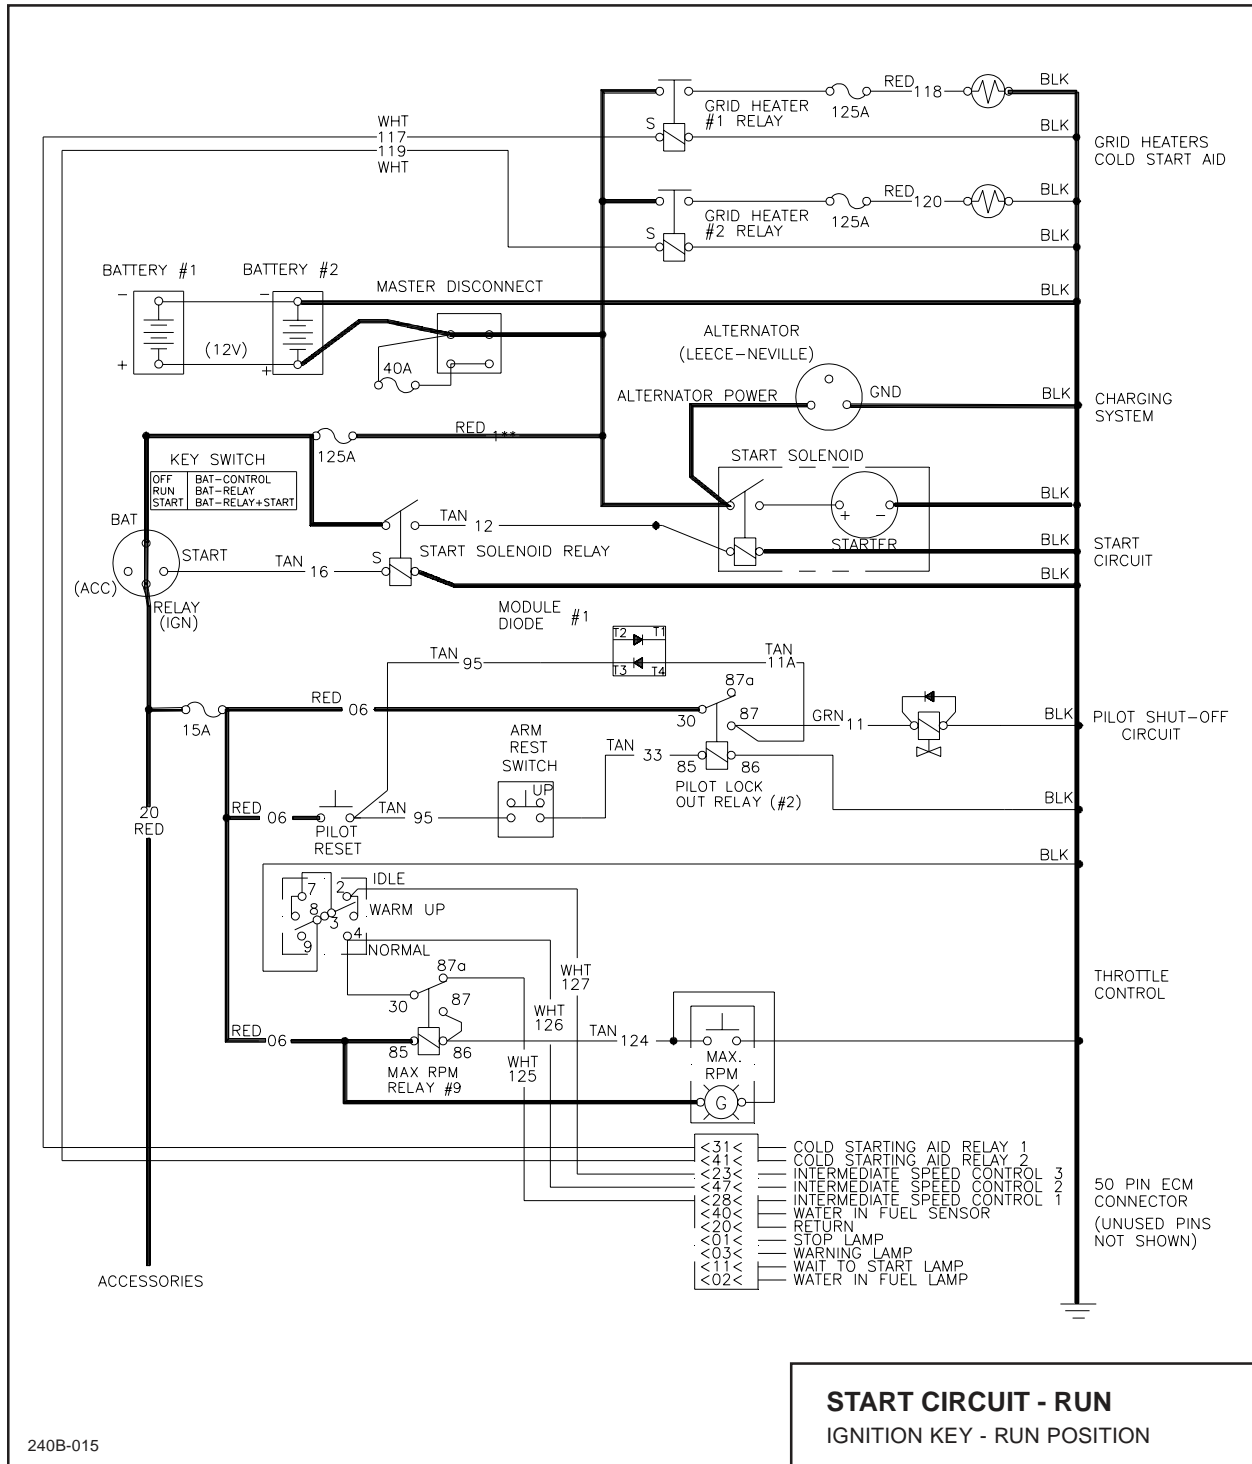 RED 118
BLK
GRID HEATER
#1 RELAY
125A
WHT
117
119
WHT
S
BLK
GRID HEATERS
COLD START AID
RED 120
BLK
GRID HEATER
#2 RELAY
125A
S
BLK
BATTERY #1
BATTERY #2
MASTER DISCONNECT
BLK
-
-
(12V)
+
+
40A
ALTERNATOR
(LEECE-NEVILLE)
ALTERNATOR POWER
GND
BLK
CHARGING
SYSTEM
RED 1**
125A
KEY SWITCH
OFF BAT-CONTROL
RUN BAT-RELAY
START BAT-RELAY+START
START SOLENOID
BLK
+ -
STARTER
BAT
TAN 12
START
START SOLENOID RELAY
BLK
START
CIRCUIT
TAN 16
S
BLK
(ACC)
RELAY
(IGN)
MODULE #1
DIODE
T2 T1
T3 T4
TAN 95
TAN
11A
87a
RED 06
30
87
GRN 11
BLK
PILOT SHUT-OFF
CIRCUIT
15A
ARM
REST
SWITCH
TAN 33
85
86
UP
PILOT LOCK
OUT RELAY (#2)
BLK
20
RED
RED 06
TAN 95
PILOT
RESET
BLK
IDLE
7 2
WARM UP
8 3
9 4
NORMAL
87a
WHT
127
THROTTLE
CONTROL
30
87
WHT
126
RED 06
85
86
TAN 124
MAX RPM
RELAY #9
WHT
125
MAX.
RPM
G
<31< COLD STARTING AID RELAY 1
<41< COLD STARTING AID RELAY 2
<23< INTERMEDIATE SPEED CONTROL 3
<47< INTERMEDIATE SPEED CONTROL 2
<28< INTERMEDIATE SPEED CONTROL 1
<40< WATER IN FUEL SENSOR
<20< RETURN
<01< STOP LAMP
<03< WARNING LAMP
<11< WAIT TO START LAMP
<02< WATER IN FUEL LAMP
50 PIN ECM
CONNECTOR
(UNUSED PINS
NOT SHOWN)
ACCESSORIES
START CIRCUIT - RUN
IGNITION KEY - RUN POSITION
240B-015